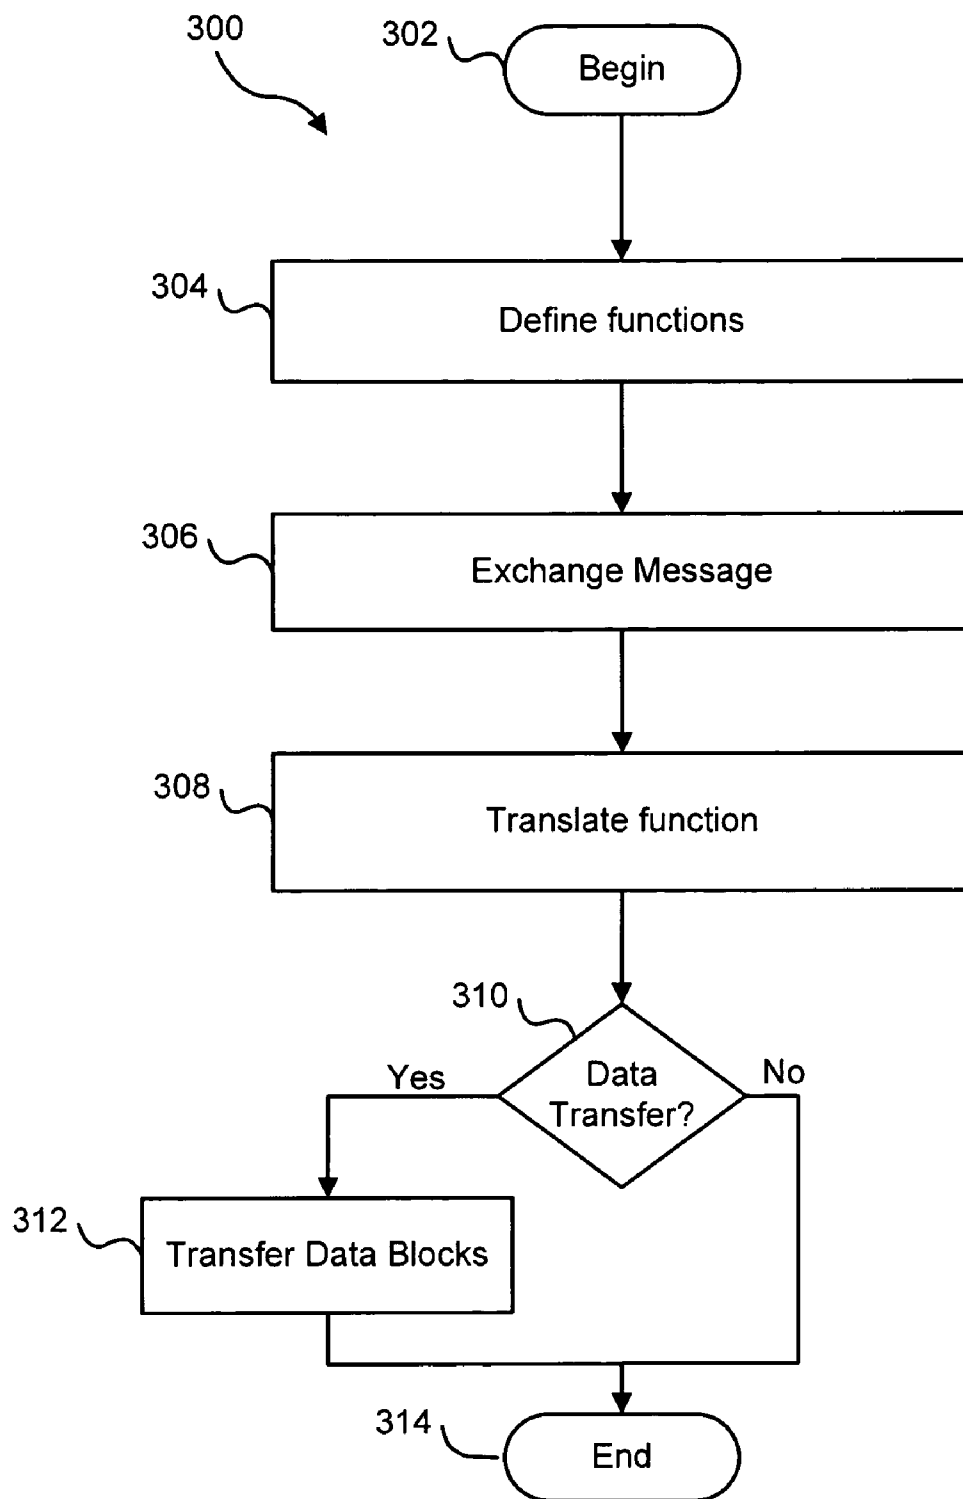 300
302
Begin
304
Define functions
306
Exchange Message
308
Translate function
310
Data
Transfer?
Yes
No
312
Transfer Data Blocks
314
End